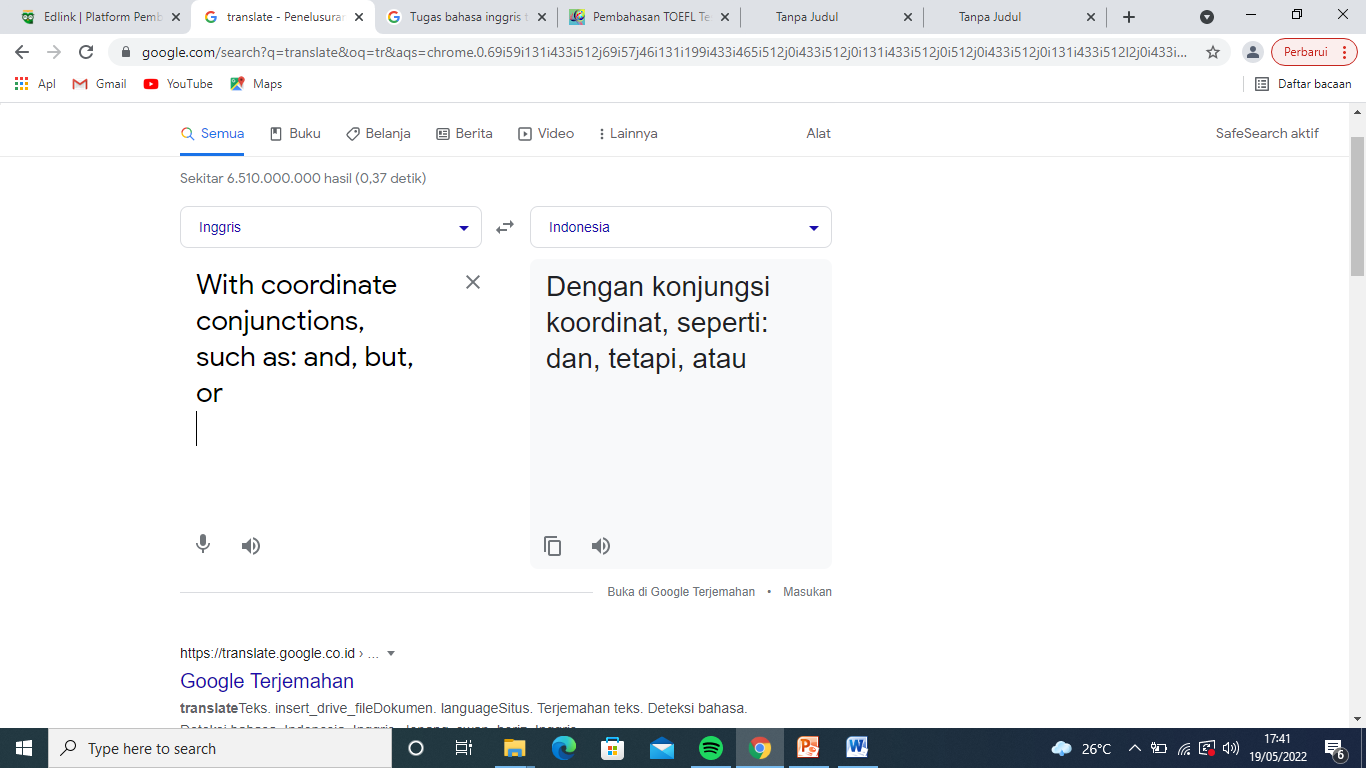 Edlink | Platform Pemb
translate - Penelusuran
Tugas bahasa inggris t
Pembahasan TOEFL Te
Tanpa Judul
Tanpa Judul
google.com/search?q=translate&oq=tr&aqs=chrome.0.69i59i131i433i512j69i57j46i131i199i433i465i512j0i433i512j0i131i433i512j0i512j0i433i512j0i131i433i512l2j0i433i...
Perbarui
Apl
Gmail
YouTube
Maps
Daftar bacaan
Semua
Buku
Belanja
Berita
Video
Lainnya
Alat
SafeSearch aktif
Sekitar 6.510.000.000 hasil (0,37 detik)
Inggris
Indonesia
With coordinate
conjunctions,
such as: and, but,
or
Dengan konjungsi
koordinat, seperti:
dan, tetapi, atau
Buka di Google Terjemahan • Masukan
https://translate.google.co.id › ...
Google Terjemahan
translateTeks. insert_drive_fileDokumen. languageSitus. Terjemahan teks. Deteksi bahasa.
Type here to search
26°C
17:41
19/05/2022
6